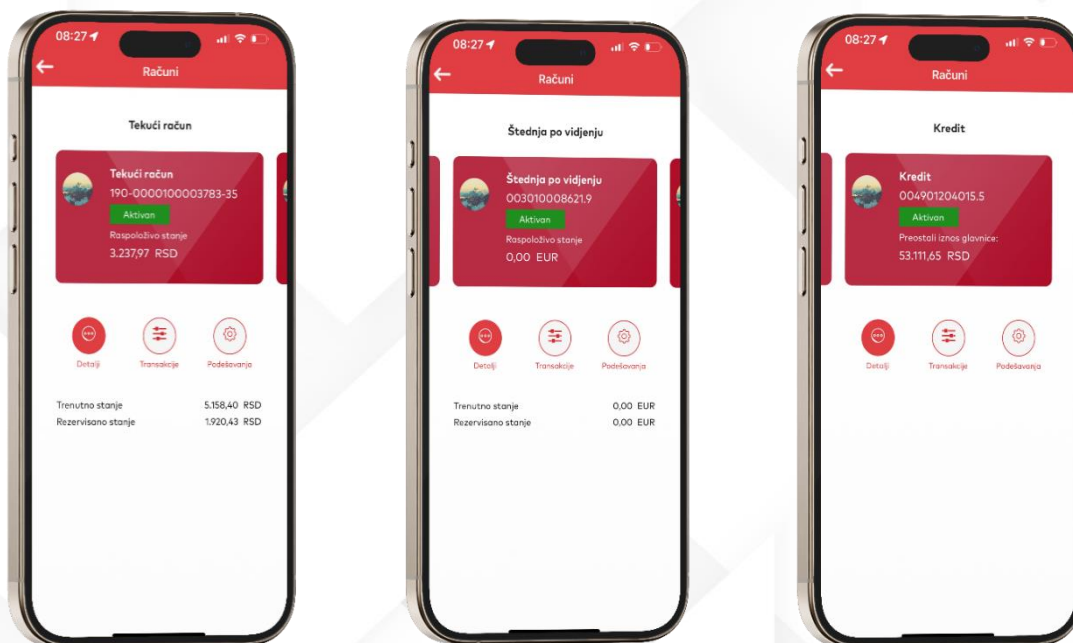 08:27
Računi
Tekući račun
Tekući račun
190-0000100003783-35
Aktivan
Raspoloživo stanje
3.237,97 RSD
Detalji
Transakcije
Podešavanja
Trenutno stanje 5.158,40 RSD
Rezervisano stanje 1.920,43 RSD
08:27
Računi
Štednja po vidjenju
Štednja po vidjenju
003010008621.9
Aktivan
Raspoloživo stanje
0,00 EUR
Detalji
Transakcije
Podešavanja
Trenutno stanje 0,00 EUR
Rezervisano stanje 0,00 EUR
08:27
Računi
Kredit
Kredit
004901204015.5
Aktivan
Preostali iznos glavnice:
53.111,65 RSD
Detalji
Transakcije
Podešavanja